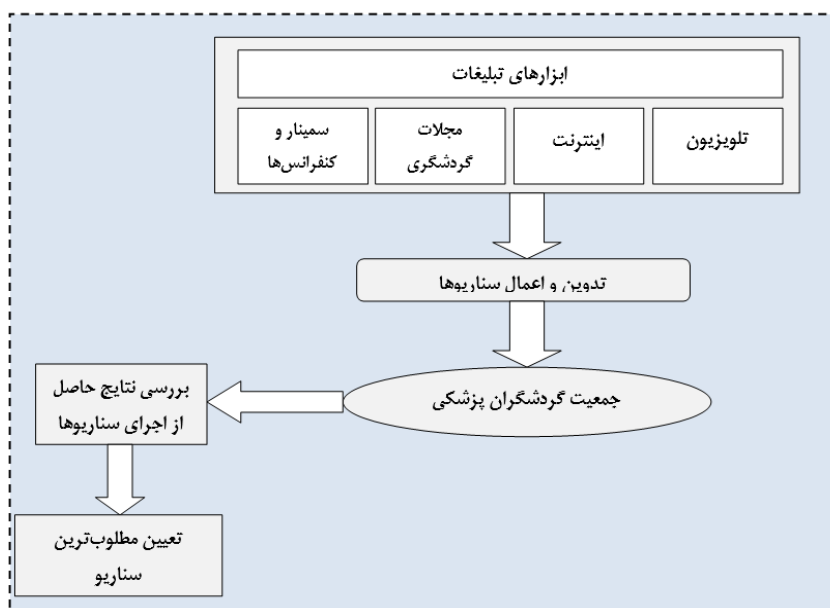 ابزارهای تبلیغات
تلویزیون
اینترنت
مجلات
گردشگری
سمینار و
کنفرانس‌ها
تدوین و اعمال سناریوها
جمعیت گردشگران پزشکی
بررسی نتایج حاصل
از اجرای سناریوها
تعیین مطلوب‌ترین
سناریو